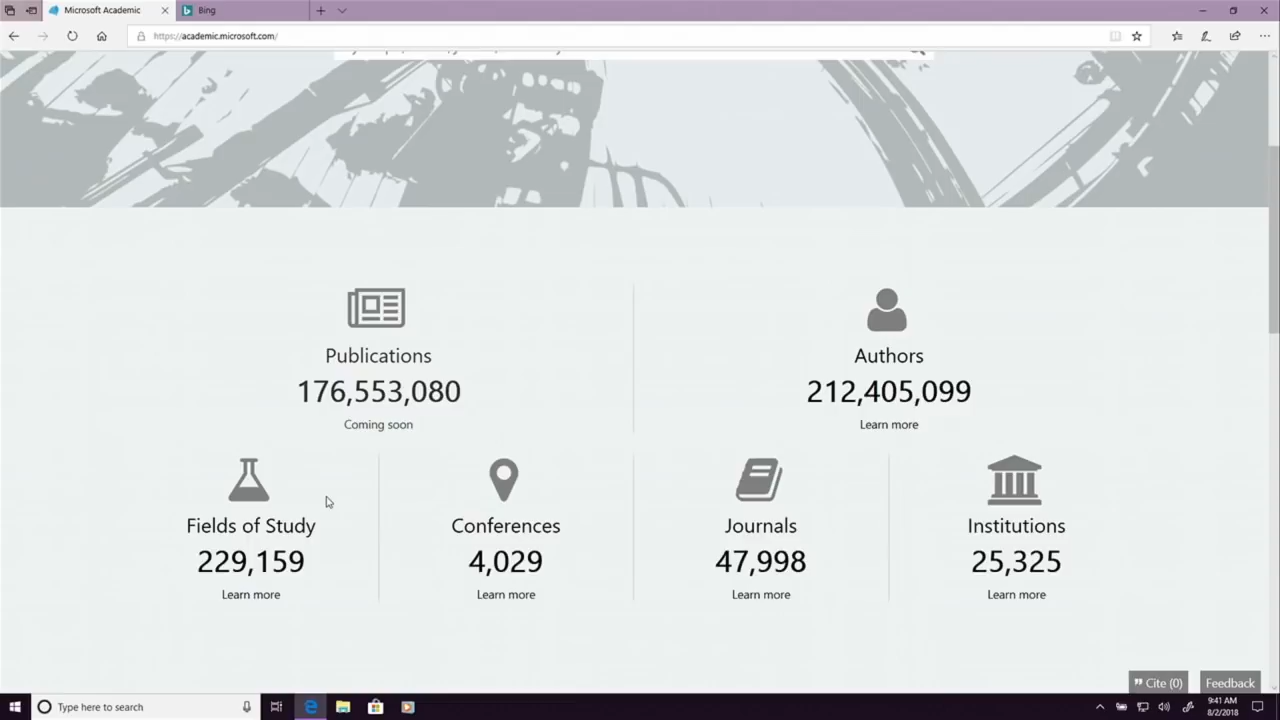 Microsoft Academic
Bing
https://academic.microsoft.com/
Publications
176,553,080
Coming soon
Authors
212,405,099
Learn more
Fields of Study
229,159
Learn more
Conferences
4,029
Learn more
Journals
47,998
Learn more
Institutions
25,325
Learn more
Cite (0)
Feedback
Type here to search
9:41 AM
8/2/2018